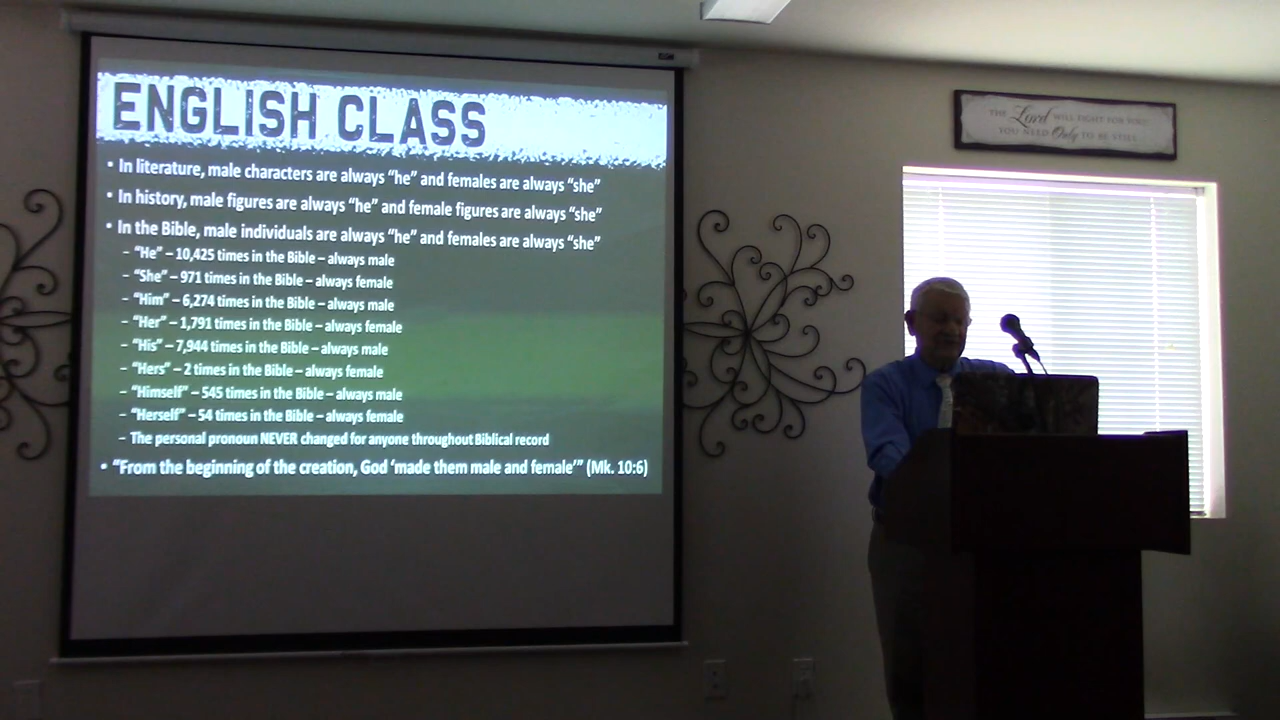 ENGLISH CLASS
• In literature, male characters are always “he” and females are always “she”
• In history, male figures are always “he” and female figures are always “she”
• In the Bible, male individuals are always “he” and females are always “she”
– “He” – 10,425 times in the Bible – always male
– “She” – 971 times in the Bible – always female
– “Him” – 6,274 times in the Bible – always male
– “Her” – 1,791 times in the Bible – always female
– “His” – 7,944 times in the Bible – always male
– “Hers” – 2 times in the Bible – always female
– “Himself” – 545 times in the Bible – always male
– “Herself” – 54 times in the Bible – always female
– The personal pronoun NEVER changed for anyone throughout Biblical record
• “From the beginning of the creation, God ‘made them male and female’” (Mk. 10:6)
THE Lord WILL FIGHT FOR YOU
YOU NEED Only TO BE STILL